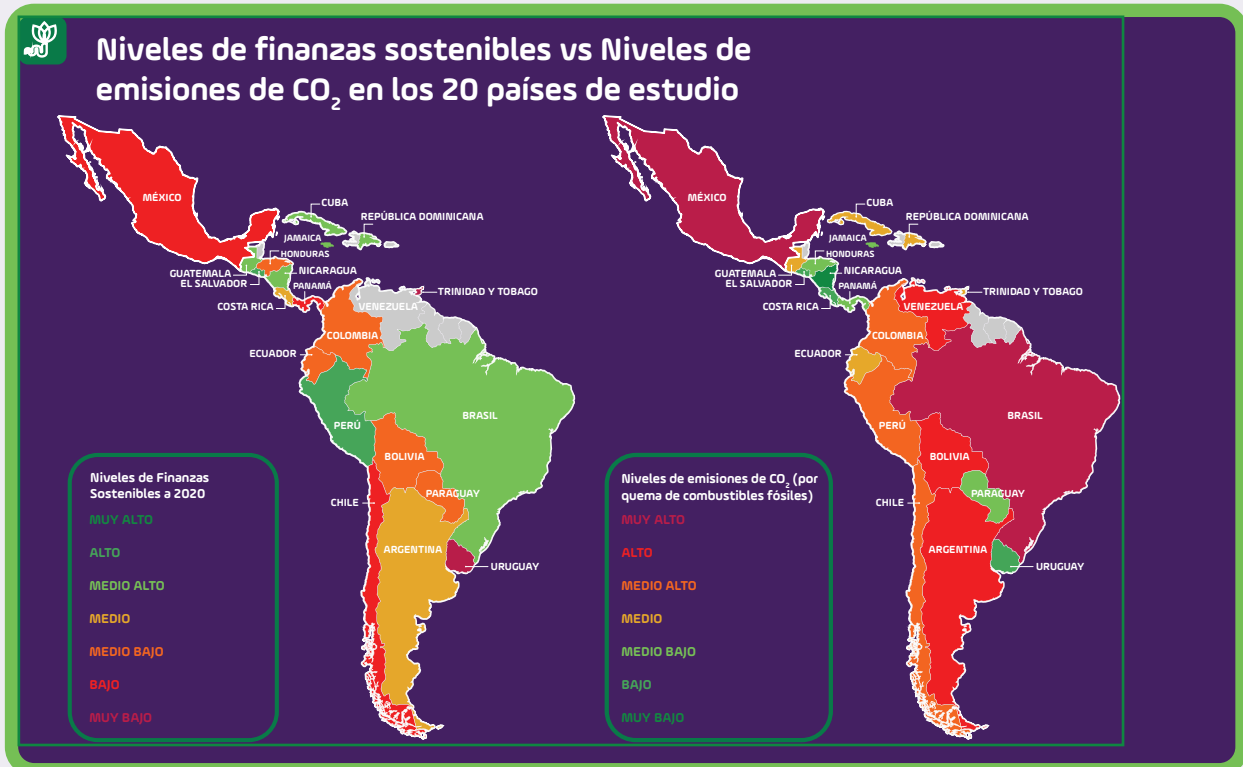 Niveles de finanzas sostenibles vs Niveles de
emisiones de CO₂ en los 20 países de estudio
MÉXICO
CUBA
REPÚBLICA DOMINICANA
JAMAICA
HONDURAS
GUATEMALA
NICARAGUA
EL SALVADOR
PANAMÁ
COSTA RICA
TRINIDAD Y TOBAGO
VENEZUELA
COLOMBIA
ECUADOR
BRASIL
PERÚ
BOLIVIA
PARAGUAY
CHILE
ARGENTINA
URUGUAY
Niveles de Finanzas
Sostenibles a 2020
MUY ALTO
ALTO
MEDIO ALTO
MEDIO
MEDIO BAJO
BAJO
MUY BAJO
MÉXICO
CUBA
REPÚBLICA DOMINICANA
JAMAICA
HONDURAS
GUATEMALA
NICARAGUA
EL SALVADOR
PANAMÁ
COSTA RICA
TRINIDAD Y TOBAGO
VENEZUELA
COLOMBIA
ECUADOR
BRASIL
PERÚ
BOLIVIA
PARAGUAY
CHILE
ARGENTINA
URUGUAY
Niveles de emisiones de CO₂ (por
quema de combustibles fósiles)
MUY ALTO
ALTO
MEDIO ALTO
MEDIO
MEDIO BAJO
BAJO
MUY BAJO